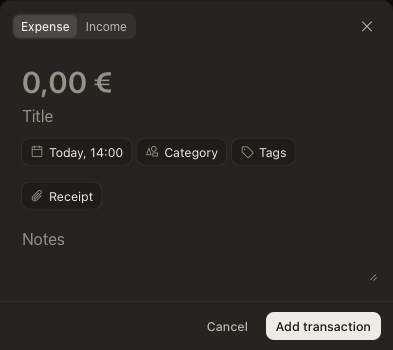 Expense Income
0,00 €
Title
Today, 14:00 Category Tags
Receipt
Notes
Cancel Add transaction